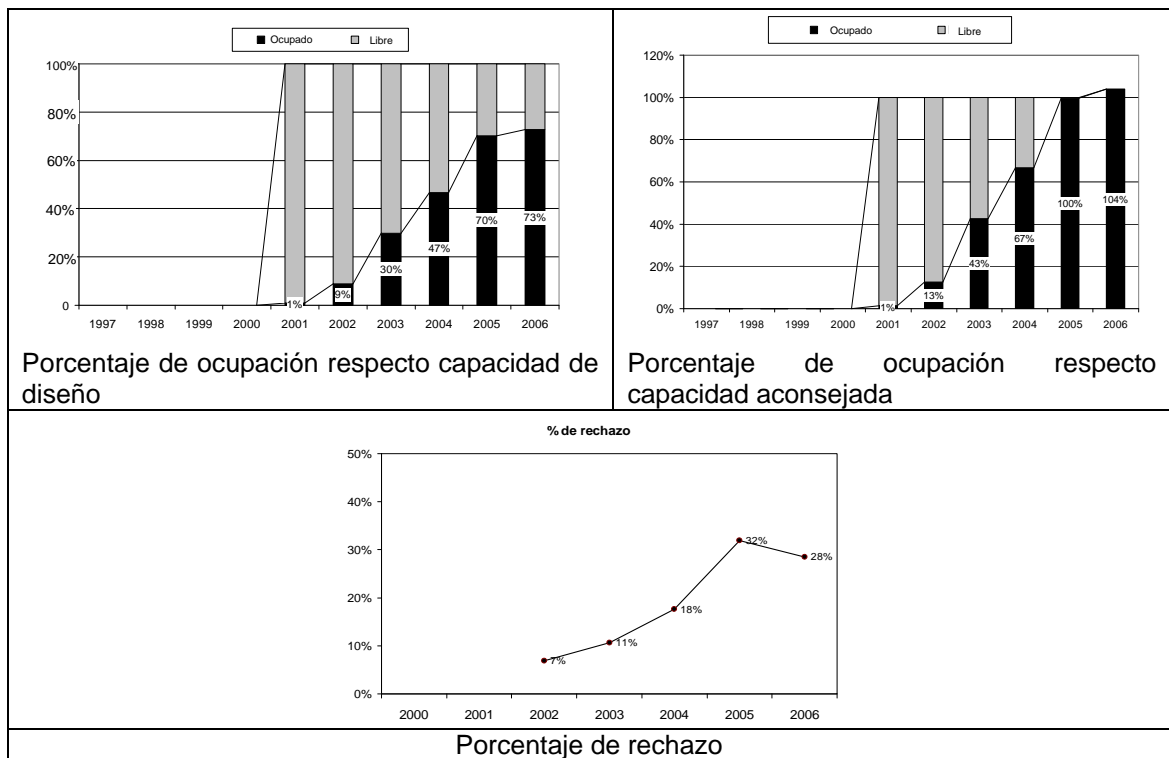 Ocupado Libre
100%
80%
60%
40%
20%
0
1% 9% 30% 47% 70% 73%
1997 1998 1999 2000 2001 2002 2003 2004 2005 2006
Porcentaje de ocupación respecto capacidad de
diseño
Ocupado Libre
120%
100%
80%
60%
40%
20%
0%
1% 13% 43% 67% 100% 104%
1997 1998 1999 2000 2001 2002 2003 2004 2005 2006
Porcentaje de ocupación respecto
capacidad aconsejada
% de rechazo
50%
40%
30%
20%
10%
0%
7% 11% 18% 32% 28%
2000 2001 2002 2003 2004 2005 2006
Porcentaje de rechazo